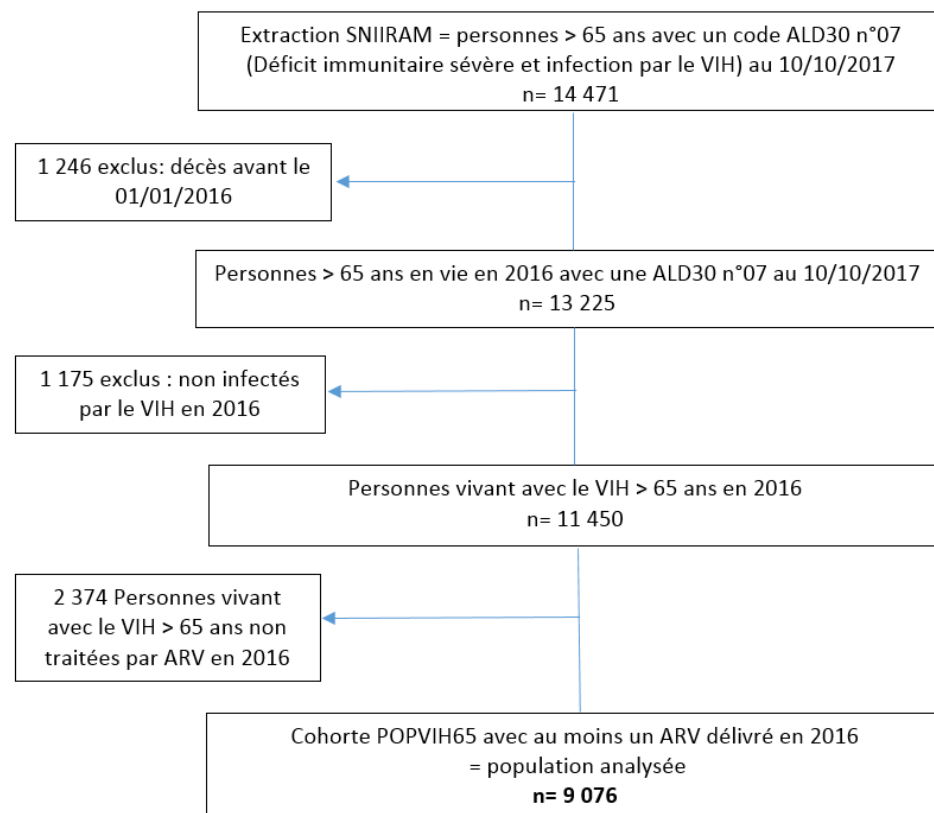 Extraction SNIIRAM = personnes > 65 ans avec un code ALD30 n°07
(Déficit immunitaire sévère et infection par le VIH) au 10/10/2017
n= 14 471
1 246 exclus: décès avant le
01/01/2016
Personnes > 65 ans en vie en 2016 avec une ALD30 n°07 au 10/10/2017
n= 13 225
1 175 exclus : non infectés
par le VIH en 2016
Personnes vivant avec le VIH > 65 ans en 2016
n= 11 450
2 374 Personnes vivant
avec le VIH > 65 ans non
traitées par ARV en 2016
Cohorte POPVIH65 avec au moins un ARV délivré en 2016
= population analysée
n= 9 076